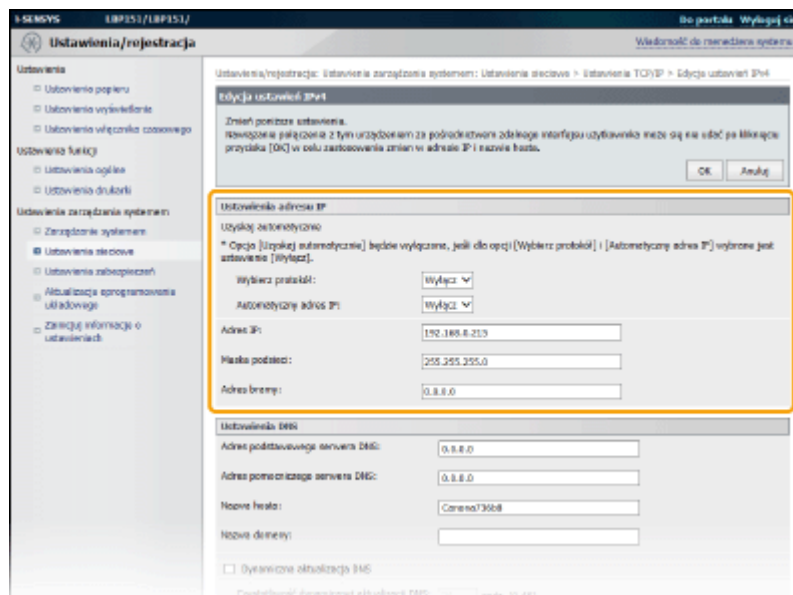 i-SENSYS LBP151/LBP151/ Do portalu Wyloguj się
Ustawienia/rejestracja
Wiadomość do menedżera systemu
Ustawienia
Ustawienia papieru
Ustawienia wyświetlania
Ustawienia włącznika czasowego
Ustawienia funkcji
Ustawienia ogólne
Ustawienia drukarki
Ustawienia zarządzania systemem
Zarządzanie systemem
Ustawienia sieciowe
Ustawienia zabezpieczeń
Aktualizacja oprogramowania
układowego
Zainicjuj informacje o
ustawieniach
Ustawienia/rejestracja: Ustawienia zarządzania systemem: Ustawienia sieciowe > Ustawienia TCP/IP > Edycja ustawień IPv4
Edycja ustawień IPv4
Zmień poniższe ustawienia.
Nawiązanie połączenia z tym urządzeniem za pośrednictwem zdalnego interfejsu użytkownika może się nie udać po kliknięciu
przycisku [OK] w celu zastosowania zmian w adresie IP i nazwie hosta.
OK Anuluj
Ustawienia adresu IP
Uzyskaj automatycznie
* Opcja [Uzyskaj automatycznie] będzie wyłączona, jeśli dla opcji [Wybierz protokół] i [Automatyczny adres IP] wybrane jest
ustawienie [Wyłącz].
Wybierz protokół: Wyłącz
Automatyczny adres IP: Wyłącz
Adres IP: 192.168.0.215
Maska podsieci: 255.255.255.0
Adres bramy: 0.0.0.0
Ustawienia DNS
Adres podstawowego serwera DNS: 0.0.0.0
Adres pomocniczego serwera DNS: 0.0.0.0
Nazwa hosta: Canona736b8
Nazwa domeny:
Dynamiczna aktualizacja DNS